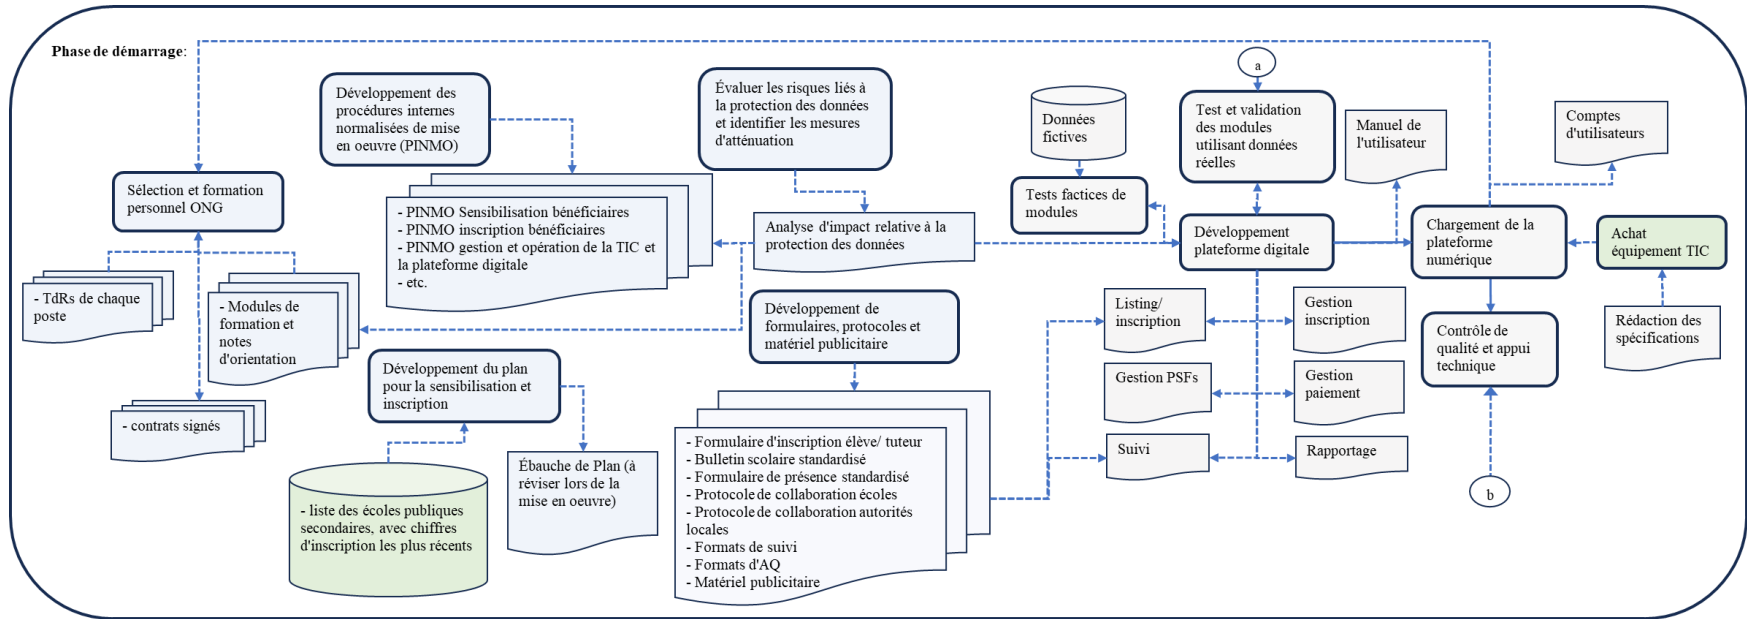 Phase de démarrage:
Développement des
procédures internes
normalisées de mise
en oeuvre (PINMO)
Évaluer les risques liés à
la protection des données
et identifier les mesures
d'atténuation
Données
fictives
a
Test et validation
des modules
utilisant données
réelles
Manuel de
l'utilisateur
Comptes
d'utilisateurs
Sélection et formation
personnel ONG
- PINMO Sensibilisation bénéficiaires
- PINMO inscription bénéficiaires
- PINMO gestion et opération de la TIC et
la plateforme digitale
- etc.
Analyse d'impact relative à la
protection des données
Tests factices de
modules
Développement
plateforme digitale
Chargement de la
plateforme
numérique
Achat
équipement TIC
- TdRs de chaque
poste
- Modules de
formation et
notes
d'orientation
- contrats signés
Développement du plan
pour la sensibilisation et
inscription
Développement de
formulaires, protocoles et
matériel publicitaire
Listing/
inscription
Gestion
inscription
Gestion PSFs
Gestion
paiement
Suivi
Rapportage
Contrôle de
qualité et appui
technique
Rédaction des
spécifications
- liste des écoles publiques
secondaires, avec chiffres
d'inscription les plus récents
Ébauche de Plan (à
réviser lors de la
mise en oeuvre)
- Formulaire d'inscription élève/ tuteur
- Bulletin scolaire standardisé
- Formulaire de présence standardisé
- Protocole de collaboration écoles
- Protocole de collaboration autorités
locales
- Formats de suivi
- Formats d'AQ
- Matériel publicitaire
b